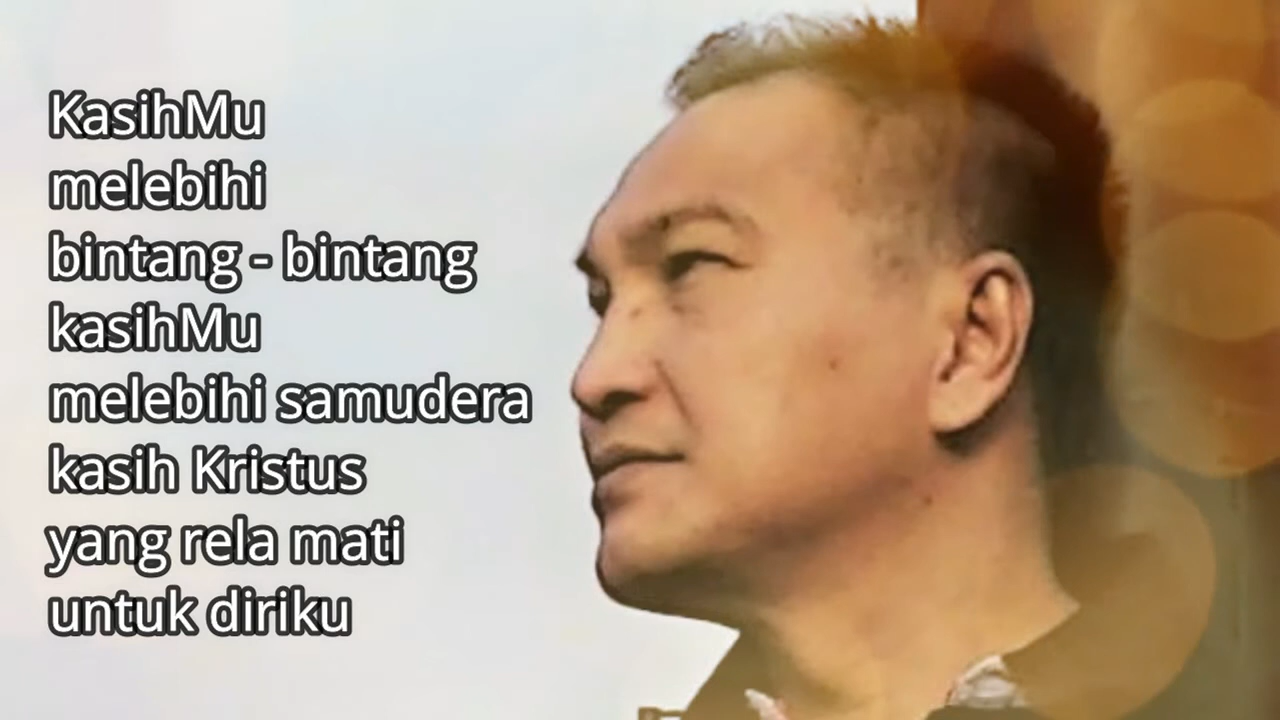 KasihMu
melebihi
bintang - bintang
kasihMu
melebihi samudera
kasih Kristus
yang rela mati
untuk diriku